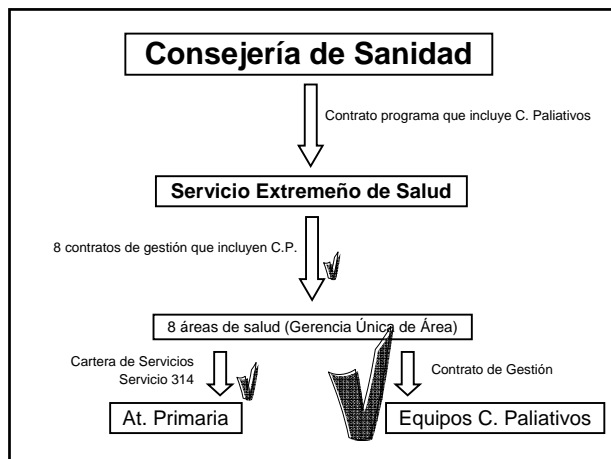 Consejería de Sanidad
Contrato programa que incluye C. Paliativos
Servicio Extremeño de Salud
8 contratos de gestión que incluyen C.P.
8 áreas de salud (Gerencia Única de Área)
Cartera de Servicios
Servicio 314
Contrato de Gestión
At. Primaria
Equipos C. Paliativos